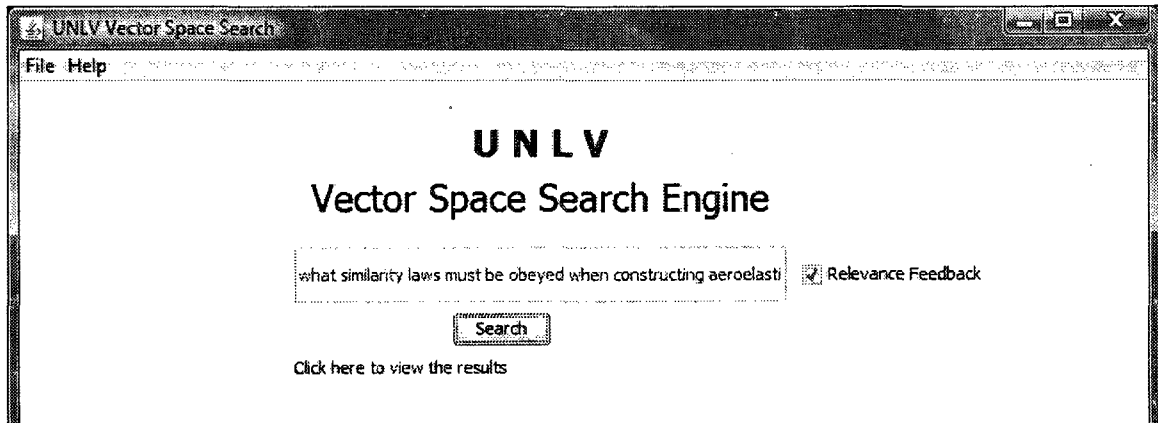 UNLV Vector Space Search
File Help
U N L V
Vector Space Search Engine
what similarity laws must be obeyed when constructing aeroelasti
Relevance Feedback
Search
Click here to view the results